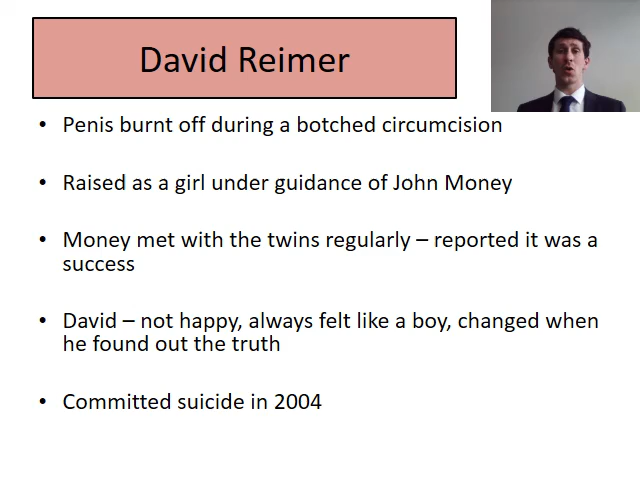 David Reimer
• Penis burnt off during a botched circumcision
• Raised as a girl under guidance of John Money
• Money met with the twins regularly – reported it was a
success
• David – not happy, always felt like a boy, changed when
he found out the truth
• Committed suicide in 2004